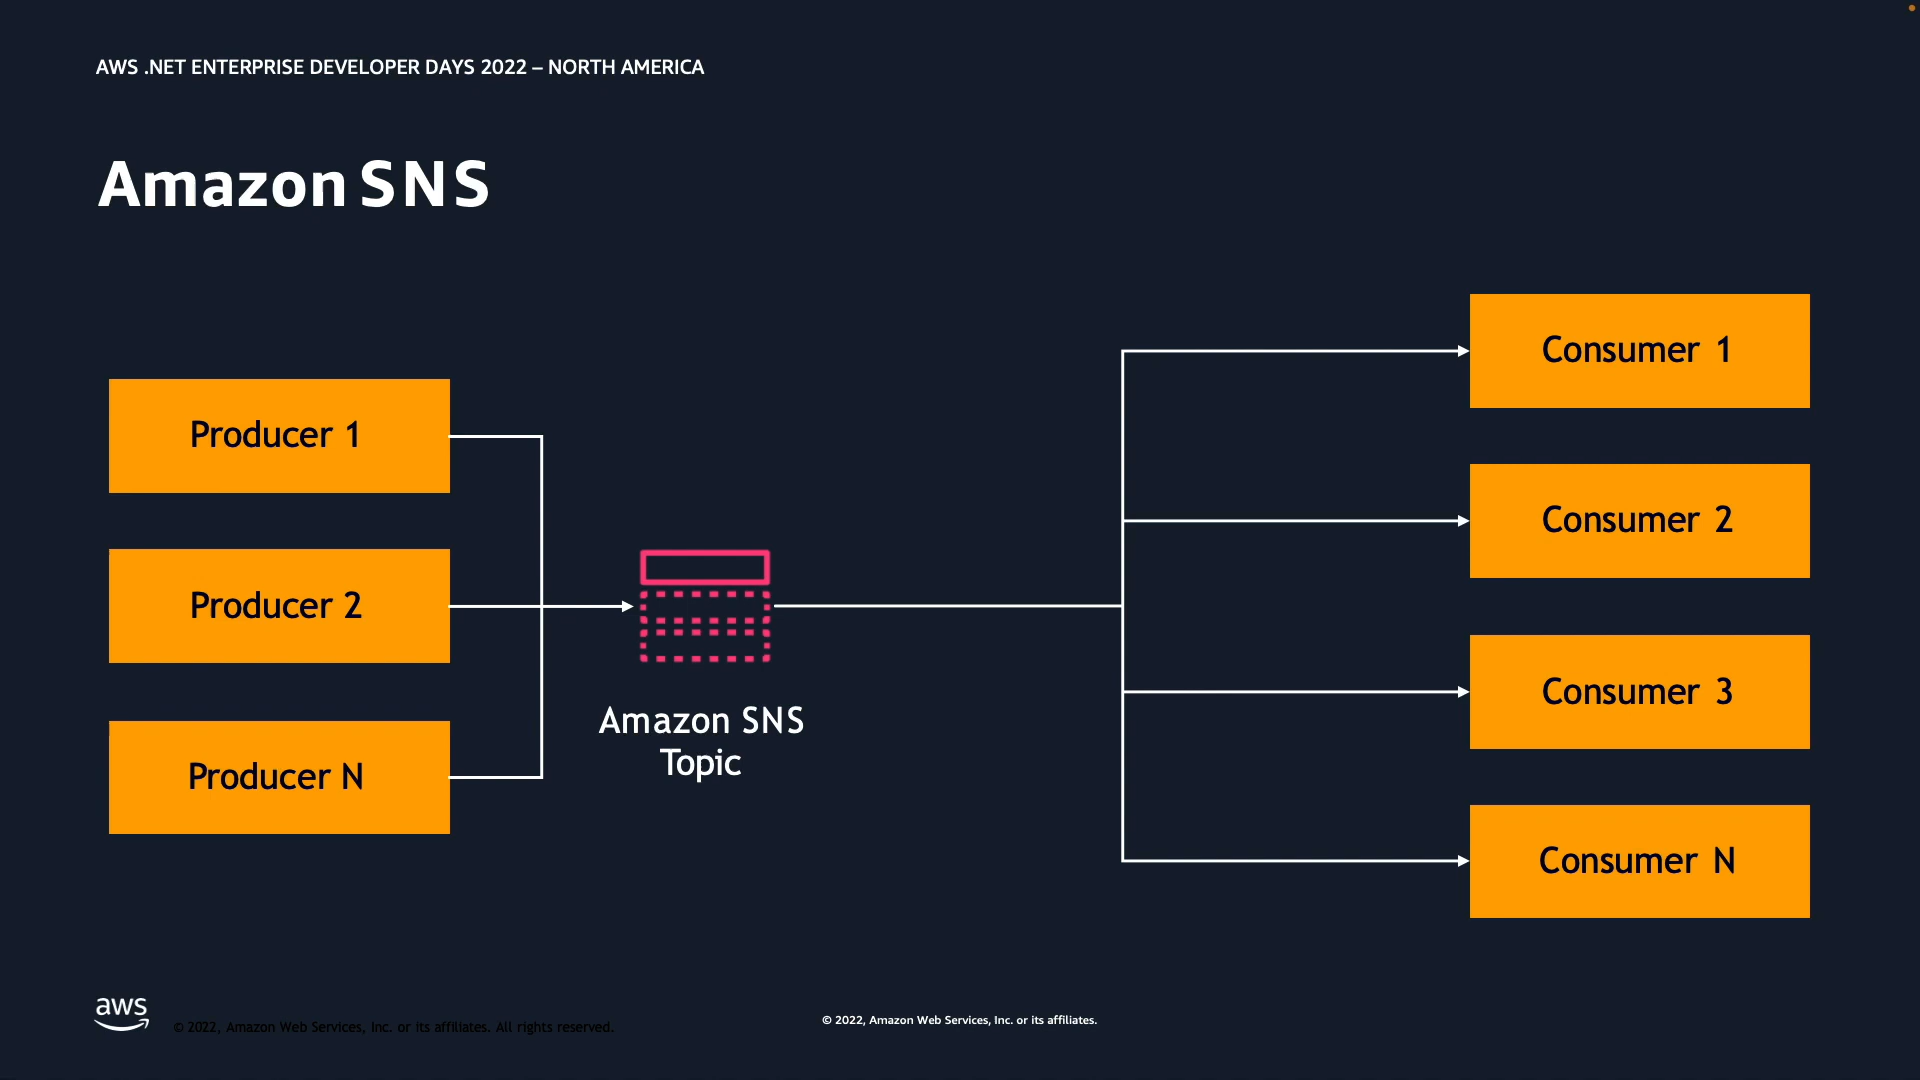 AWS .NET ENTERPRISE DEVELOPER DAYS 2022 – NORTH AMERICA
Amazon SNS
Producer 1
Producer 2
Producer N
Amazon SNS
Topic
Consumer 1
Consumer 2
Consumer 3
Consumer N
aws
© 2022, Amazon Web Services, Inc. or its affiliates. All rights reserved.
© 2022, Amazon Web Services, Inc. or its affiliates.